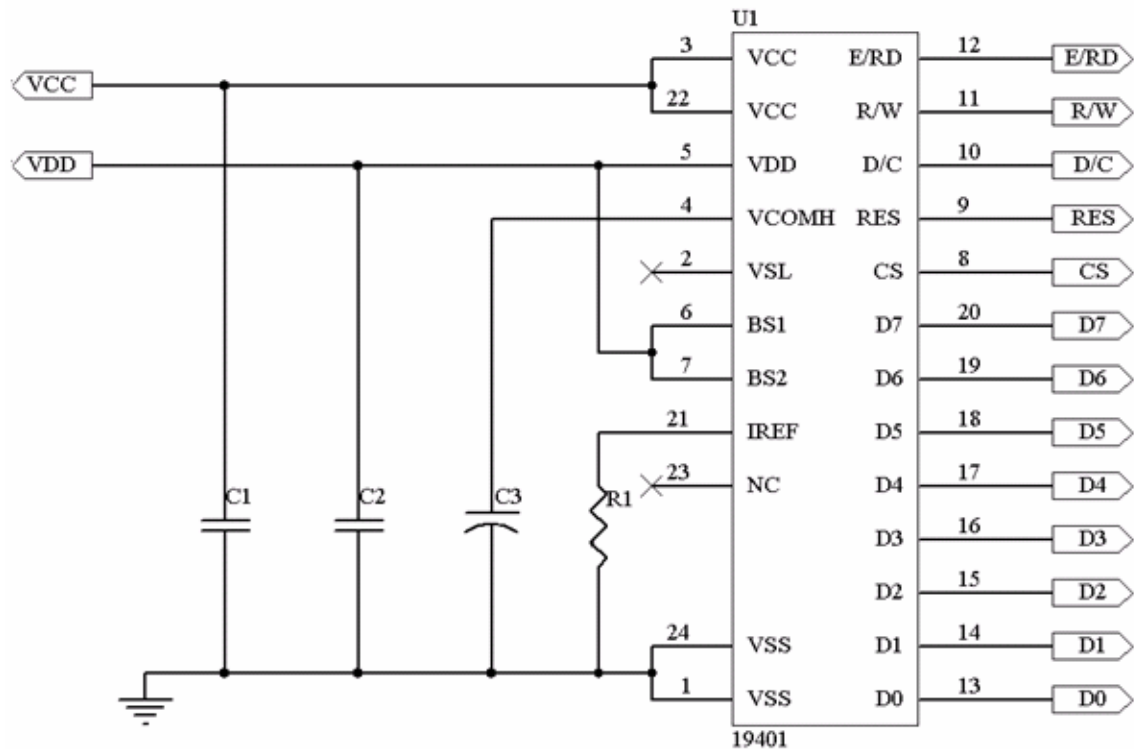 U1
3 VCC E/RD 12 E/RD
VCC
22 VCC R/W 11 R/W
VDD 5 VDD D/C 10 D/C
4 VCOMH RES 9 RES
2 VSL CS 8 CS
6 BS1 D7 20 D7
7 BS2 D6 19 D6
21 IREF D5 18 D5
C1 C2 C3 R1 23 NC D4 17 D4
D3 16 D3
D2 15 D2
24 VSS D1 14 D1
1 VSS D0 13 D0
19401